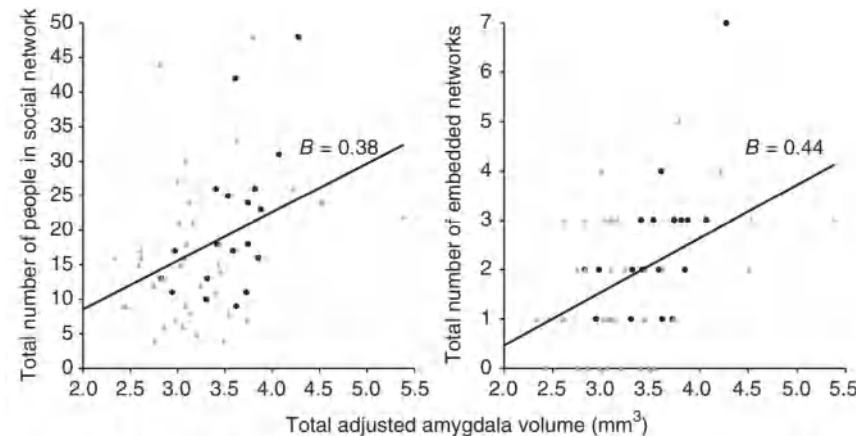 Total number of people in social network
50
45
40
35
30
25
20
15
10
5
0
2.0 2.5 3.0 3.5 4.0 4.5 5.0 5.5
B = 0.38
Total number of embedded networks
7
6
5
4
3
2
1
0
2.0 2.5 3.0 3.5 4.0 4.5 5.0 5.5
B = 0.44
Total adjusted amygdala volume (mm³)